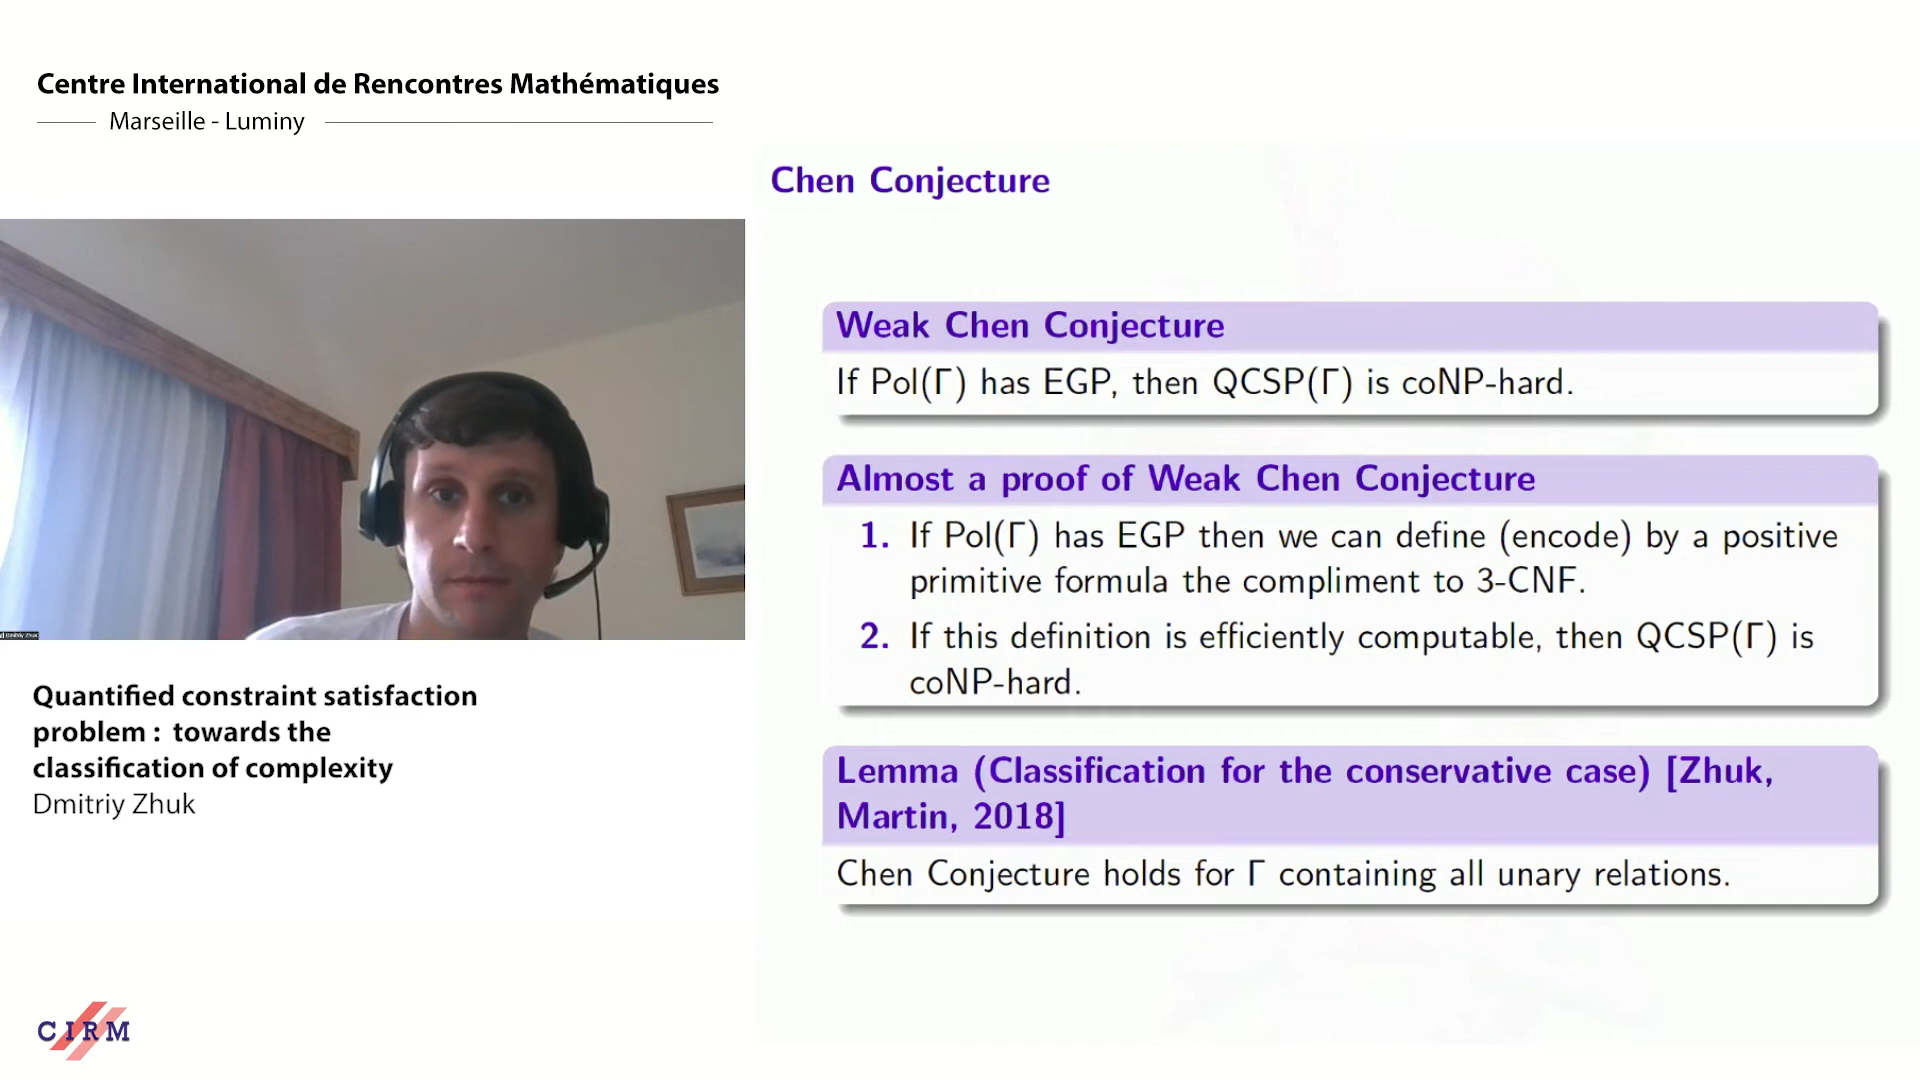 Centre International de Rencontres Mathématiques
Marseille - Luminy
Chen Conjecture
Weak Chen Conjecture
If Pol(Γ) has EGP, then QCSP(Γ) is coNP-hard.
Almost a proof of Weak Chen Conjecture
1. If Pol(Γ) has EGP then we can define (encode) by a positive
primitive formula the compliment to 3-CNF.
2. If this definition is efficiently computable, then QCSP(Γ) is
coNP-hard.
Lemma (Classification for the conservative case) [Zhuk,
Martin, 2018]
Chen Conjecture holds for Γ containing all unary relations.
Dmitriy Zhuk
Quantified constraint satisfaction
problem : towards the
classification of complexity
Dmitriy Zhuk
CIRM